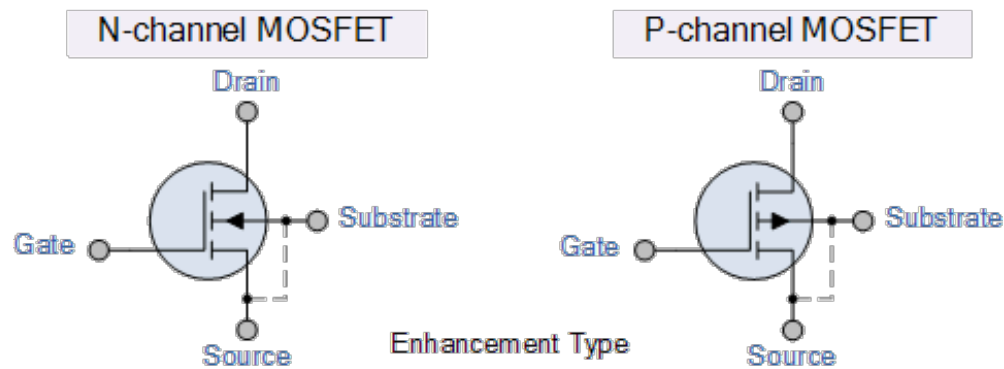 N-channel MOSFET
P-channel MOSFET
Drain
Drain
Substrate
Substrate
Gate
Gate
Enhancement Type
Source
Source